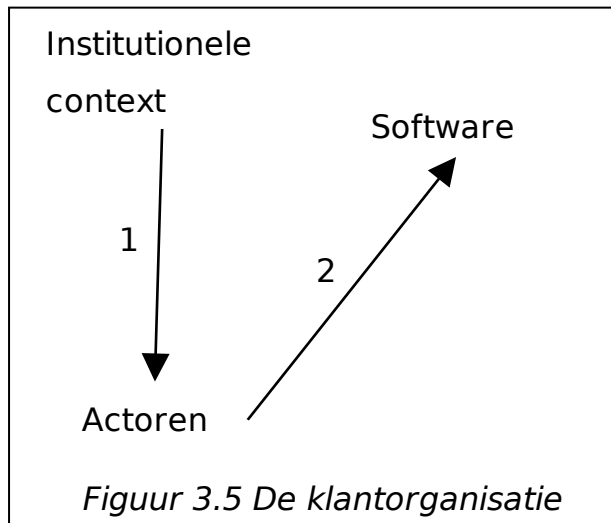 Institutionele
context
Software
1
2
Actoren
Figuur 3.5 De klantorganisatie